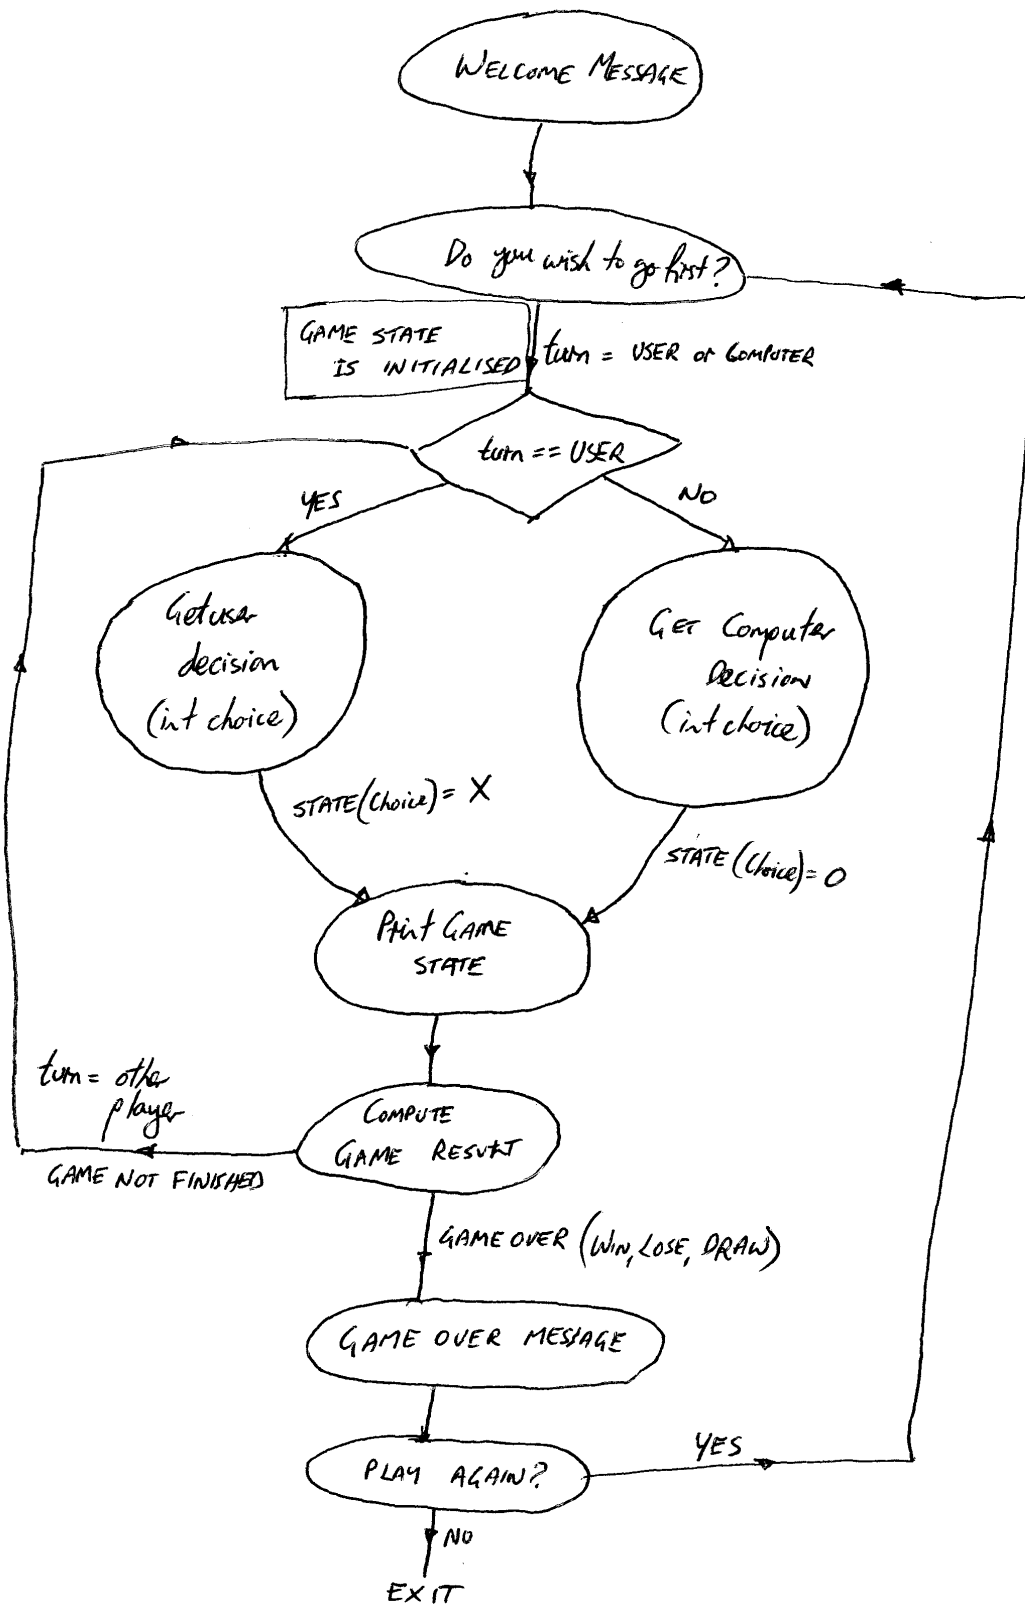 WELCOME MESSAGE
Do you wish to go first?
GAME STATE
IS INITIALISED
turn = USER or COMPUTER
turn == USER
YES
NO
Get user
decision
(int choice)
GET Computer
Decision
(int choice)
STATE(Choice) = X
STATE(Choice) = O
Print GAME
STATE
turn = other
player
COMPUTE
GAME RESULT
GAME NOT FINISHED
GAME OVER (WIN, LOSE, DRAW)
GAME OVER MESSAGE
PLAY AGAIN?
YES
NO
EXIT